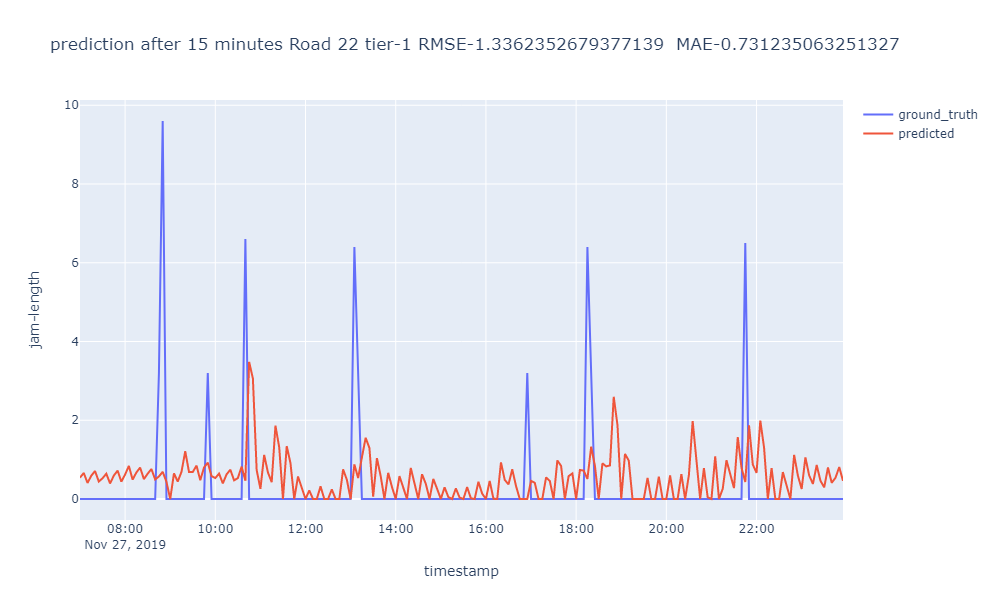 prediction after 15 minutes Road 22 tier-1 RMSE-1.3362352679377139  MAE-0.731235063251327
ground_truth
predicted
jam-length
10
8
6
4
2
0
08:00 10:00 12:00 14:00 16:00 18:00 20:00 22:00
Nov 27, 2019
timestamp